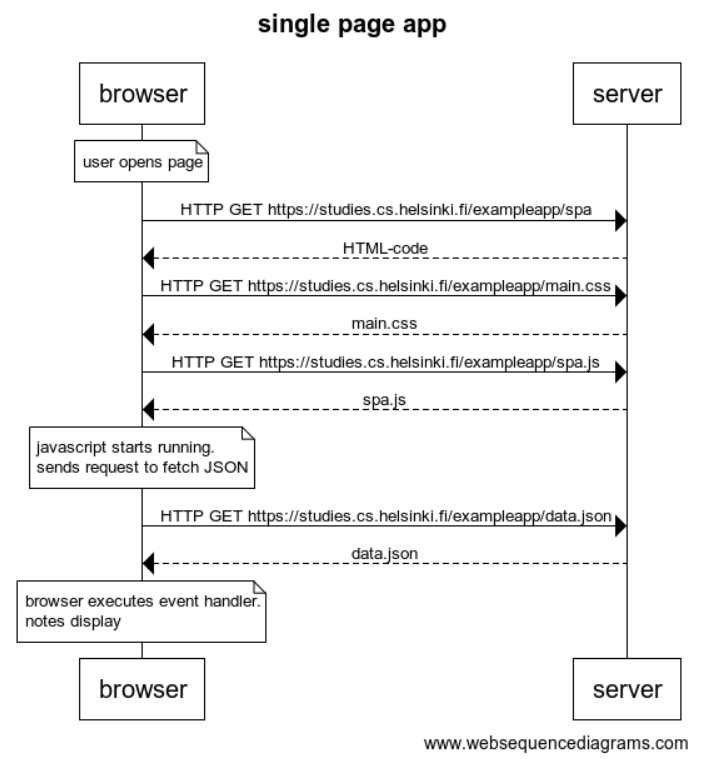 single page app
browser
server
user opens page
HTTP GET https://studies.cs.helsinki.fi/exampleapp/spa
HTML-code
HTTP GET https://studies.cs.helsinki.fi/exampleapp/main.css
main.css
HTTP GET https://studies.cs.helsinki.fi/exampleapp/spa.js
spa.js
javascript starts running.
sends request to fetch JSON
HTTP GET https://studies.cs.helsinki.fi/exampleapp/data.json
data.json
browser executes event handler.
notes display
browser
server
www.websequencediagrams.com